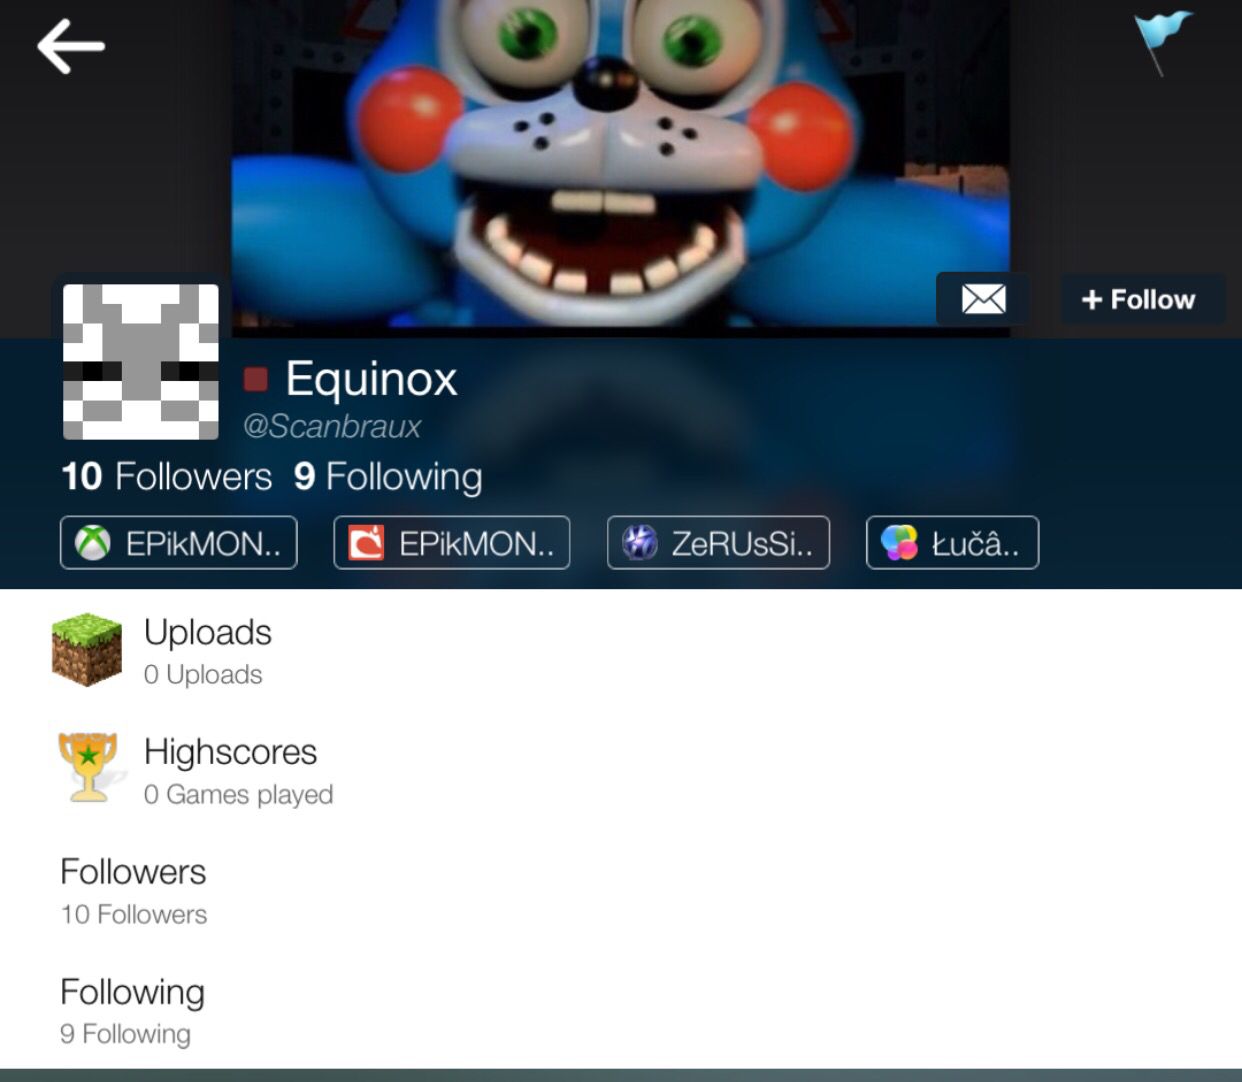 + Follow
Equinox
@Scanbraux
10 Followers 9 Following
EPikMON.. EPikMON.. ZeRUsSi.. Łučâ..
Uploads
0 Uploads
Highscores
0 Games played
Followers
10 Followers
Following
9 Following